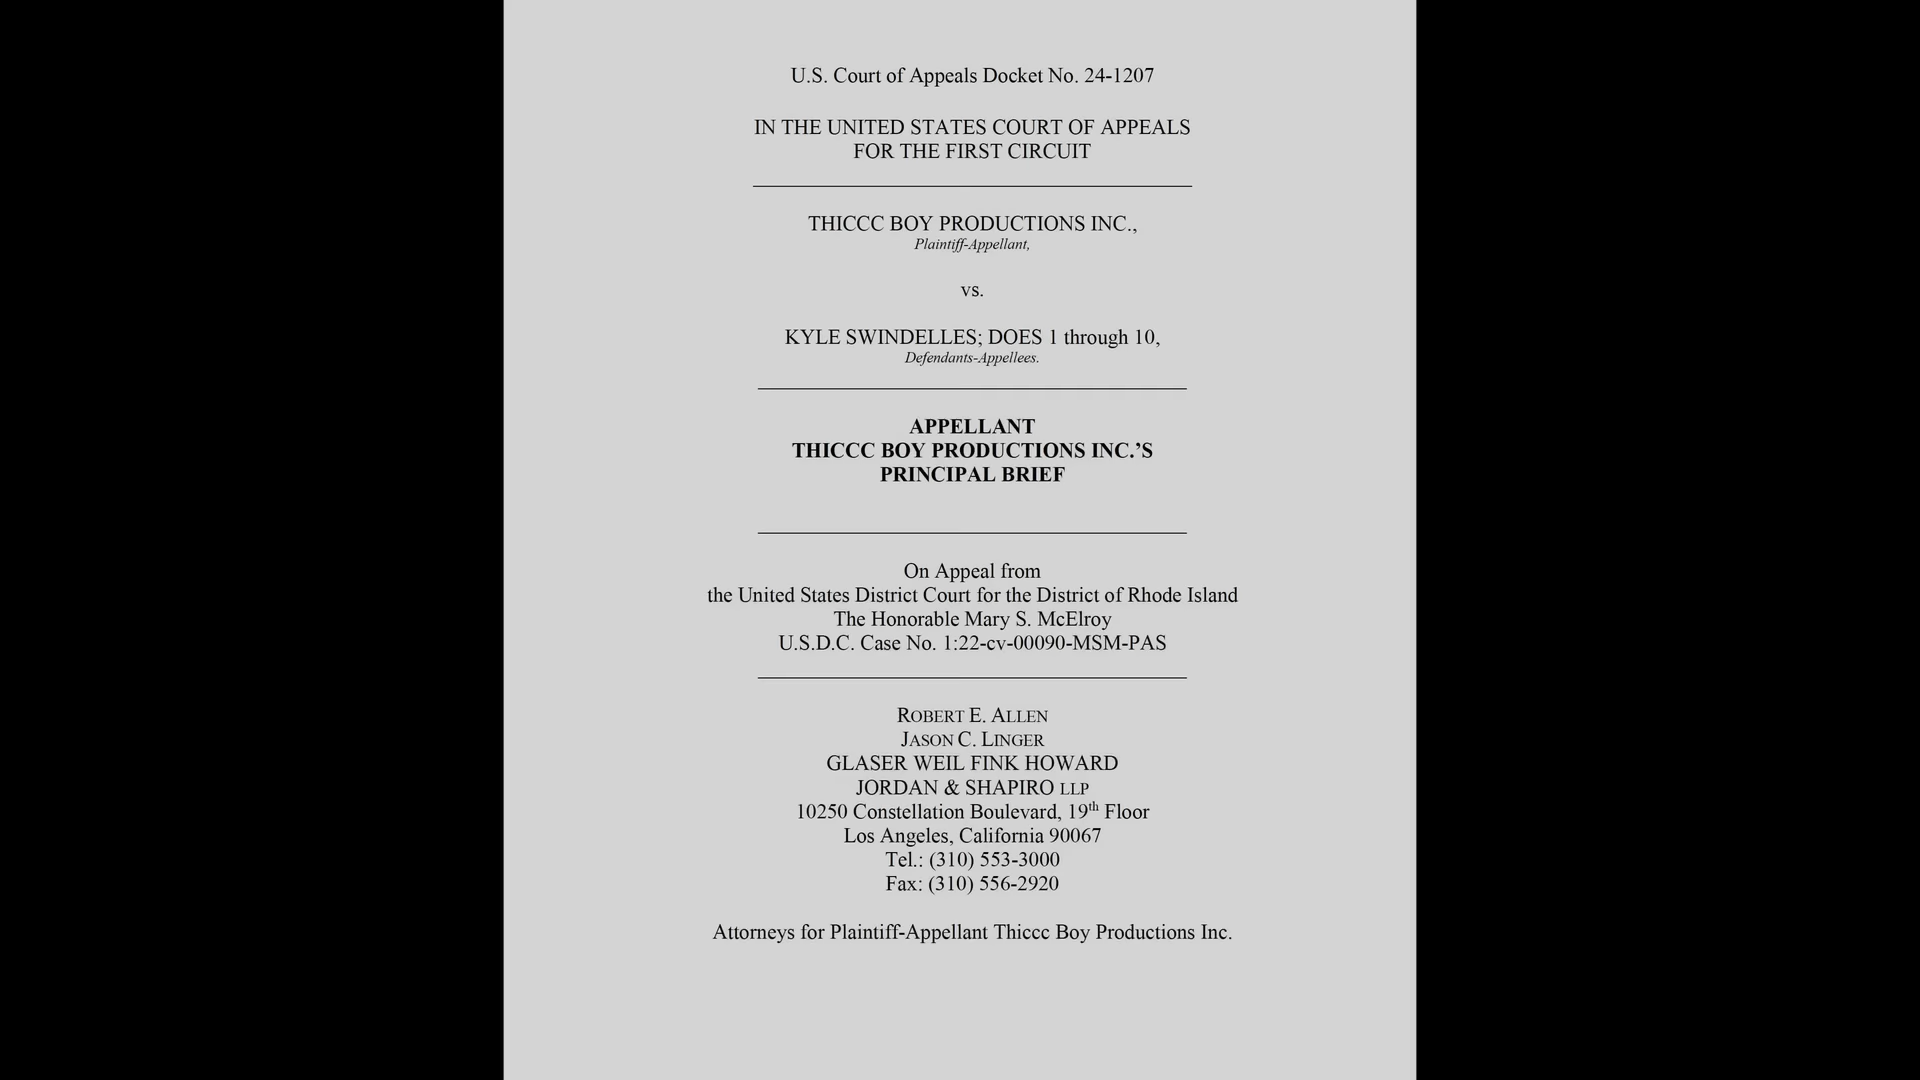 U.S. Court of Appeals Docket No. 24-1207
IN THE UNITED STATES COURT OF APPEALS
FOR THE FIRST CIRCUIT
THICCC BOY PRODUCTIONS INC.,
Plaintiff-Appellant,
vs.
KYLE SWINDELLES; DOES 1 through 10,
Defendants-Appellees.
APPELLANT
THICCC BOY PRODUCTIONS INC.’S
PRINCIPAL BRIEF
On Appeal from
the United States District Court for the District of Rhode Island
The Honorable Mary S. McElroy
U.S.D.C. Case No. 1:22-cv-00090-MSM-PAS
ROBERT E. ALLEN
JASON C. LINGER
GLASER WEIL FINK HOWARD
JORDAN & SHAPIRO LLP
10250 Constellation Boulevard, 19th Floor
Los Angeles, California 90067
Tel.: (310) 553-3000
Fax: (310) 556-2920
Attorneys for Plaintiff-Appellant Thiccc Boy Productions Inc.